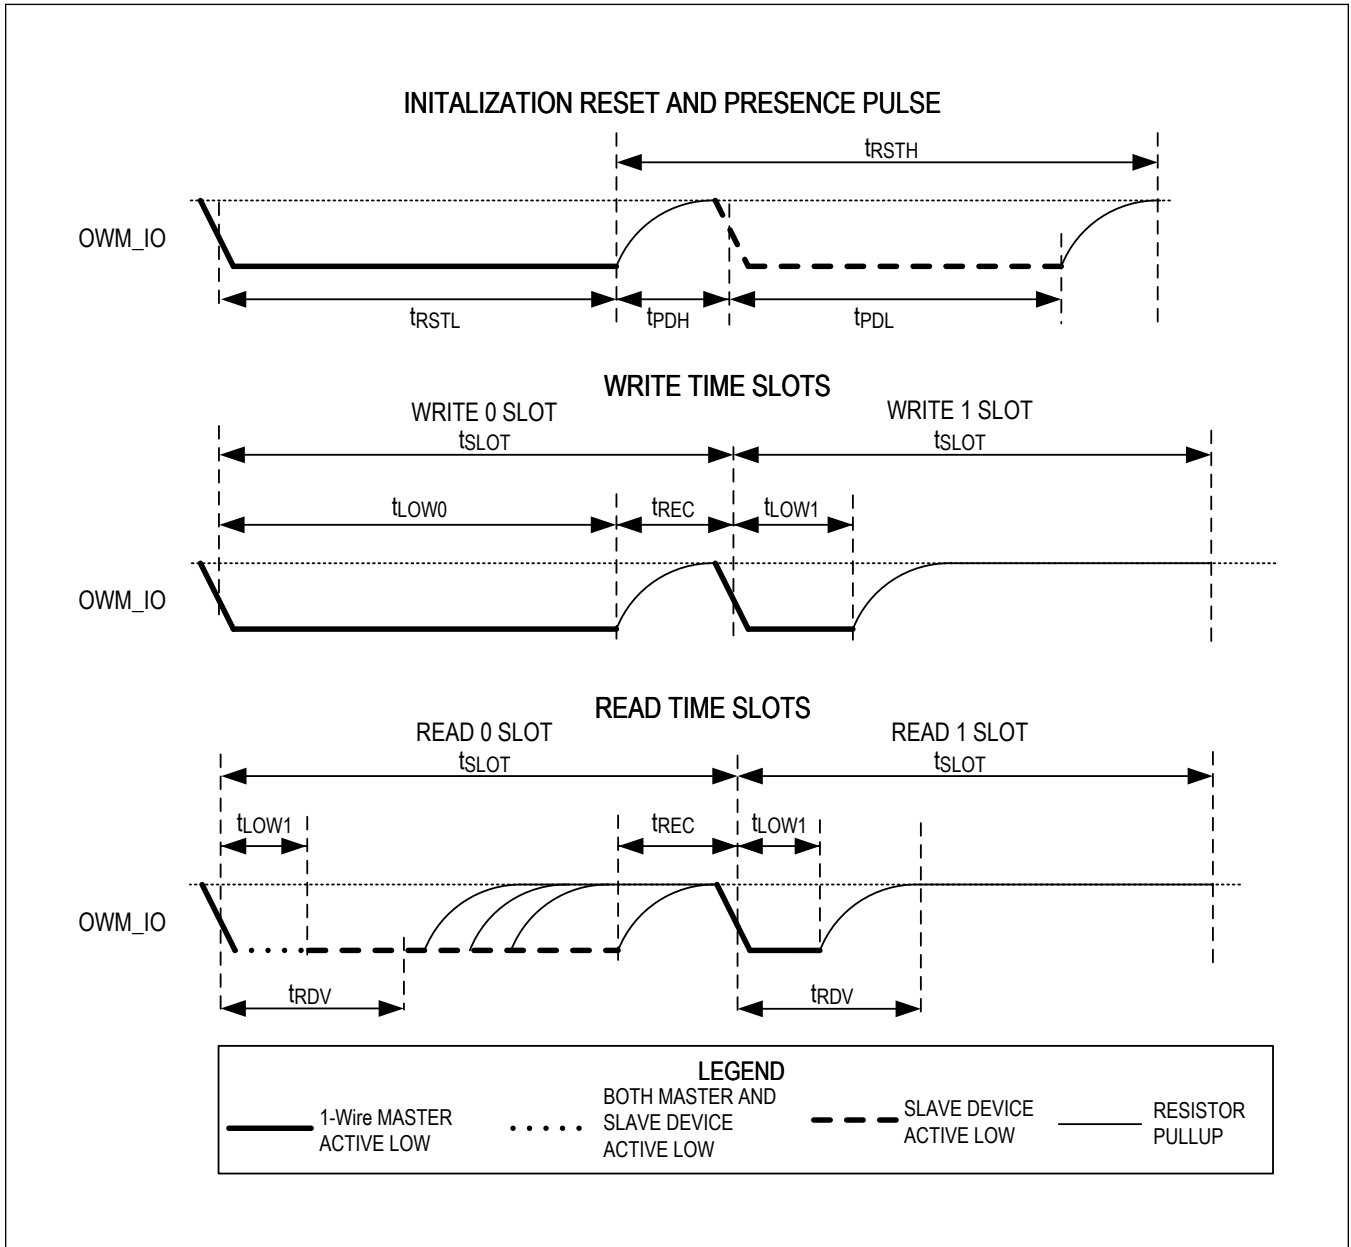 INITALIZATION RESET AND PRESENCE PULSE
tRSTH
OWM_IO
tRSTL
tPDH
tPDL
WRITE TIME SLOTS
WRITE 0 SLOT
WRITE 1 SLOT
tSLOT
tSLOT
tLOW0
tREC
tLOW1
OWM_IO
READ TIME SLOTS
READ 0 SLOT
READ 1 SLOT
tSLOT
tSLOT
tLOW1
tREC
tLOW1
OWM_IO
tRDV
tRDV
LEGEND
1-Wire MASTER
ACTIVE LOW
BOTH MASTER AND
SLAVE DEVICE
ACTIVE LOW
SLAVE DEVICE
ACTIVE LOW
RESISTOR
PULLUP